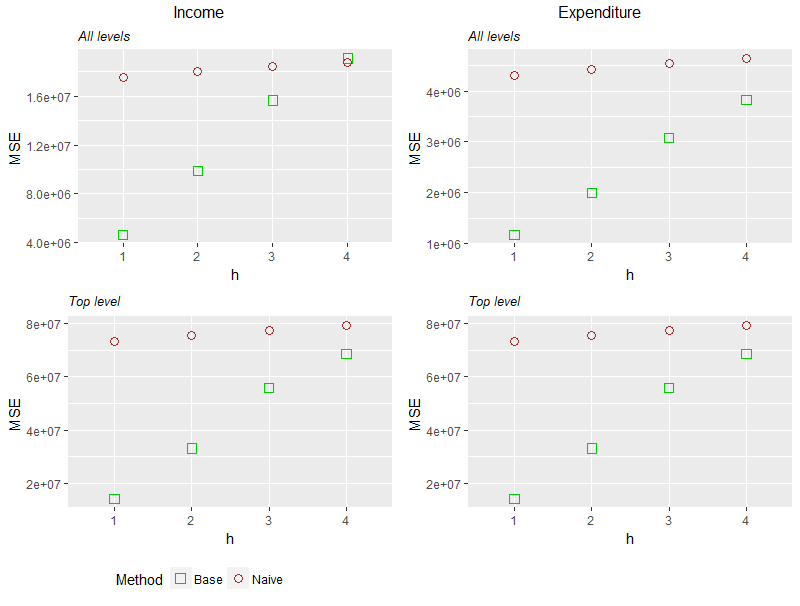 Income
Expenditure
All levels
All levels
MSE
1.6e+07
1.2e+07
8.0e+06
4.0e+06
1
2
3
4
h
MSE
4e+06
3e+06
2e+06
1e+06
1
2
3
4
h
Top level
Top level
MSE
8e+07
6e+07
4e+07
2e+07
1
2
3
4
h
MSE
8e+07
6e+07
4e+07
2e+07
1
2
3
4
h
Method Base Naive